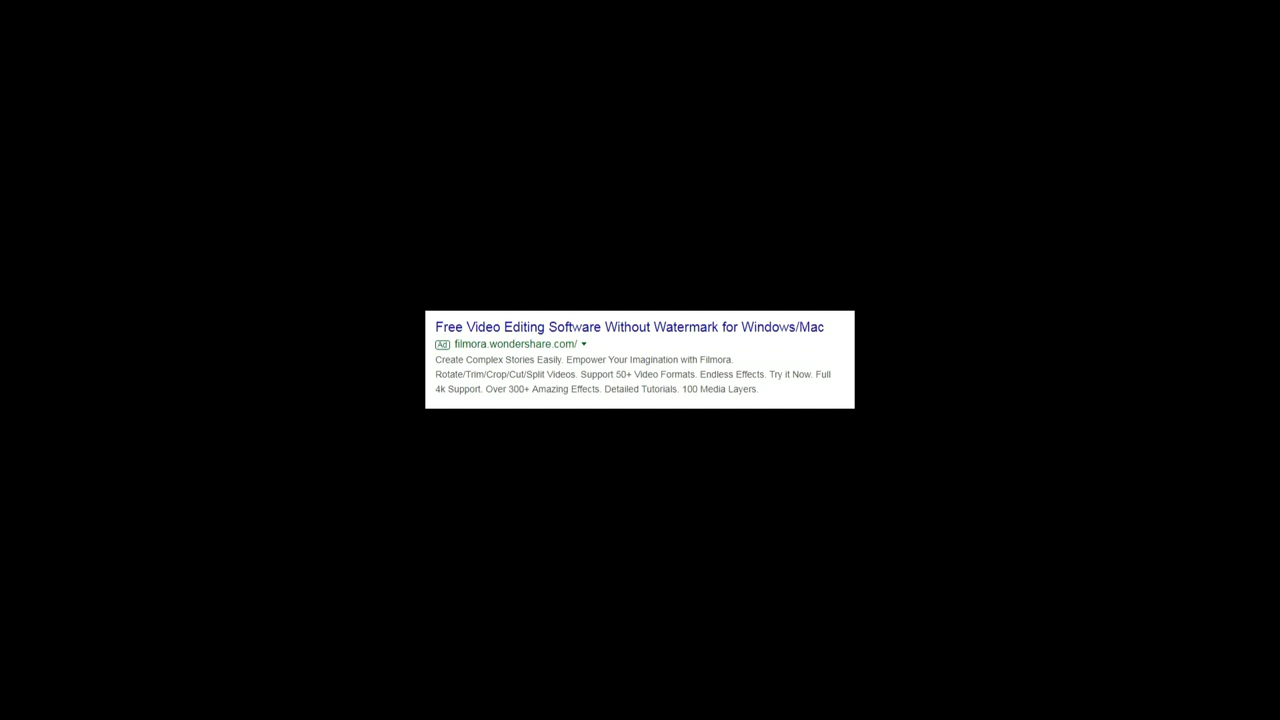 Free Video Editing Software Without Watermark for Windows/Mac
Ad filmora.wondershare.com/
Create Complex Stories Easily. Empower Your Imagination with Filmora.
Rotate/Trim/Crop/Cut/Split Videos. Support 50+ Video Formats. Endless Effects. Try it Now. Full
4k Support. Over 300+ Amazing Effects. Detailed Tutorials. 100 Media Layers.